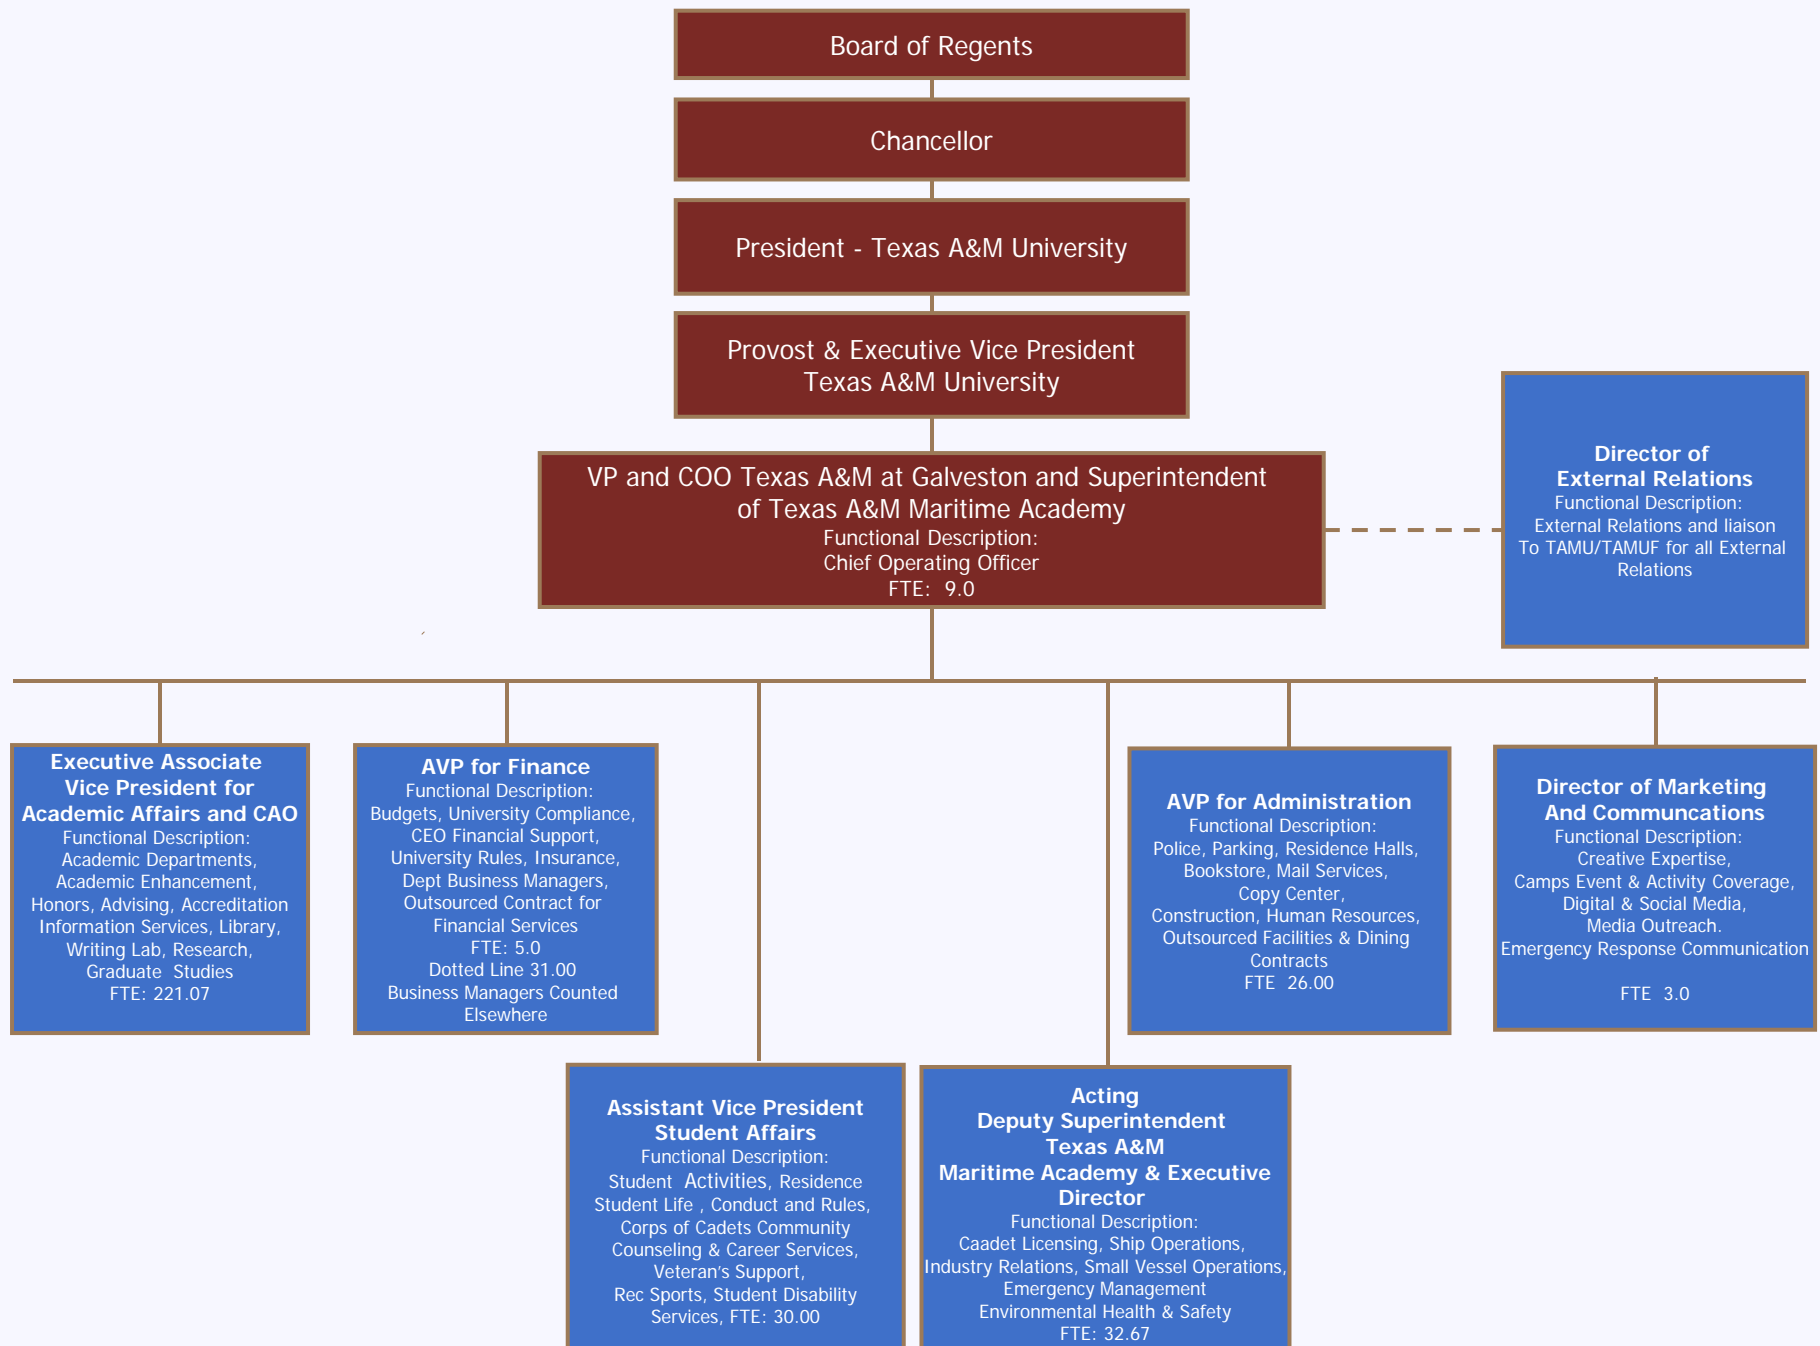 Board of Regents
Chancellor
President - Texas A&M University
Provost & Executive Vice President
Texas A&M University
VP and COO Texas A&M at Galveston and Superintendent
of Texas A&M Maritime Academy
Functional Description:
Chief Operating Officer
FTE: 9.0
Director of
External Relations
Functional Description:
External Relations and liaison
To TAMU/TAMUF for all External
Relations
Executive Associate
Vice President for
Academic Affairs and CAO
Functional Description:
Academic Departments,
Academic Enhancement,
Honors, Advising, Accreditation
Information Services, Library,
Writing Lab, Research,
Graduate Studies
FTE: 221.07
AVP for Finance
Functional Description:
Budgets, University Compliance,
CEO Financial Support,
University Rules, Insurance,
Dept Business Managers,
Outsourced Contract for
Financial Services
FTE: 5.0
Dotted Line 31.00
Business Managers Counted
Elsewhere
Assistant Vice President
Student Affairs
Functional Description:
Student Activities, Residence
Student Life , Conduct and Rules,
Corps of Cadets Community
Counseling & Career Services,
Veteran's Support,
Rec Sports, Student Disability
Services, FTE: 30.00
Acting
Deputy Superintendent
Texas A&M
Maritime Academy & Executive
Director
Functional Description:
Caadet Licensing, Ship Operations,
Industry Relations, Small Vessel Operations,
Emergency Management
Environmental Health & Safety
FTE: 32.67
AVP for Administration
Functional Description:
Police, Parking, Residence Halls,
Bookstore, Mail Services,
Copy Center,
Construction, Human Resources,
Outsourced Facilities & Dining
Contracts
FTE 26.00
Director of Marketing
And Communcations
Functional Description:
Creative Expertise,
Camps Event & Activity Coverage,
Digital & Social Media,
Media Outreach.
Emergency Response Communication
FTE 3.0